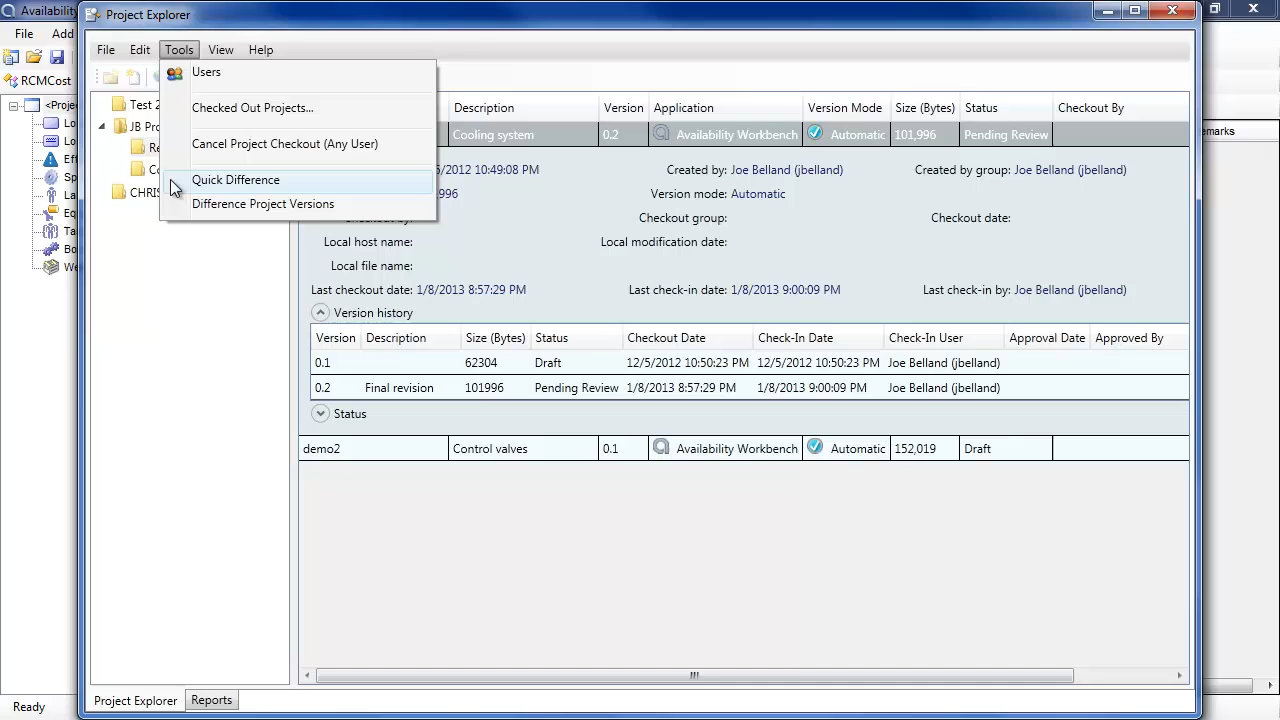 Availability
Project Explorer
File Add
File Edit Tools View Help
RCMCost
Users
Checked Out Projects...
Cancel Project Checkout (Any User)
Quick Difference
Difference Project Versions
<Proje
Lo
Lo
Eff
Sp
Fa
Eq
Ta
Bo
We
Test 2
JB Pro
Re
Co
CHRIS
Description Version Application Version Mode Size (Bytes) Status Checkout By
Cooling system 0.2 Availability Workbench Automatic 101,996 Pending Review
emarks
5/2012 10:49:08 PM Created by: Joe Belland (jbelland) Created by group: Joe Belland (jbelland)
996 Version mode: Automatic
Checkout group: Checkout date:
Local host name: Local modification date:
Local file name:
Last checkout date: 1/8/2013 8:57:29 PM Last check-in date: 1/8/2013 9:00:09 PM Last check-in by: Joe Belland (jbelland)
Version history
Version Description Size (Bytes) Status Checkout Date Check-In Date Check-In User Approval Date Approved By
0.1 62304 Draft 12/5/2012 10:50:23 PM 12/5/2012 10:50:23 PM Joe Belland (jbelland)
0.2 Final revision 101996 Pending Review 1/8/2013 8:57:29 PM 1/8/2013 9:00:09 PM Joe Belland (jbelland)
Status
demo2 Control valves 0.1 Availability Workbench Automatic 152,019 Draft
Project Explorer Reports
Ready